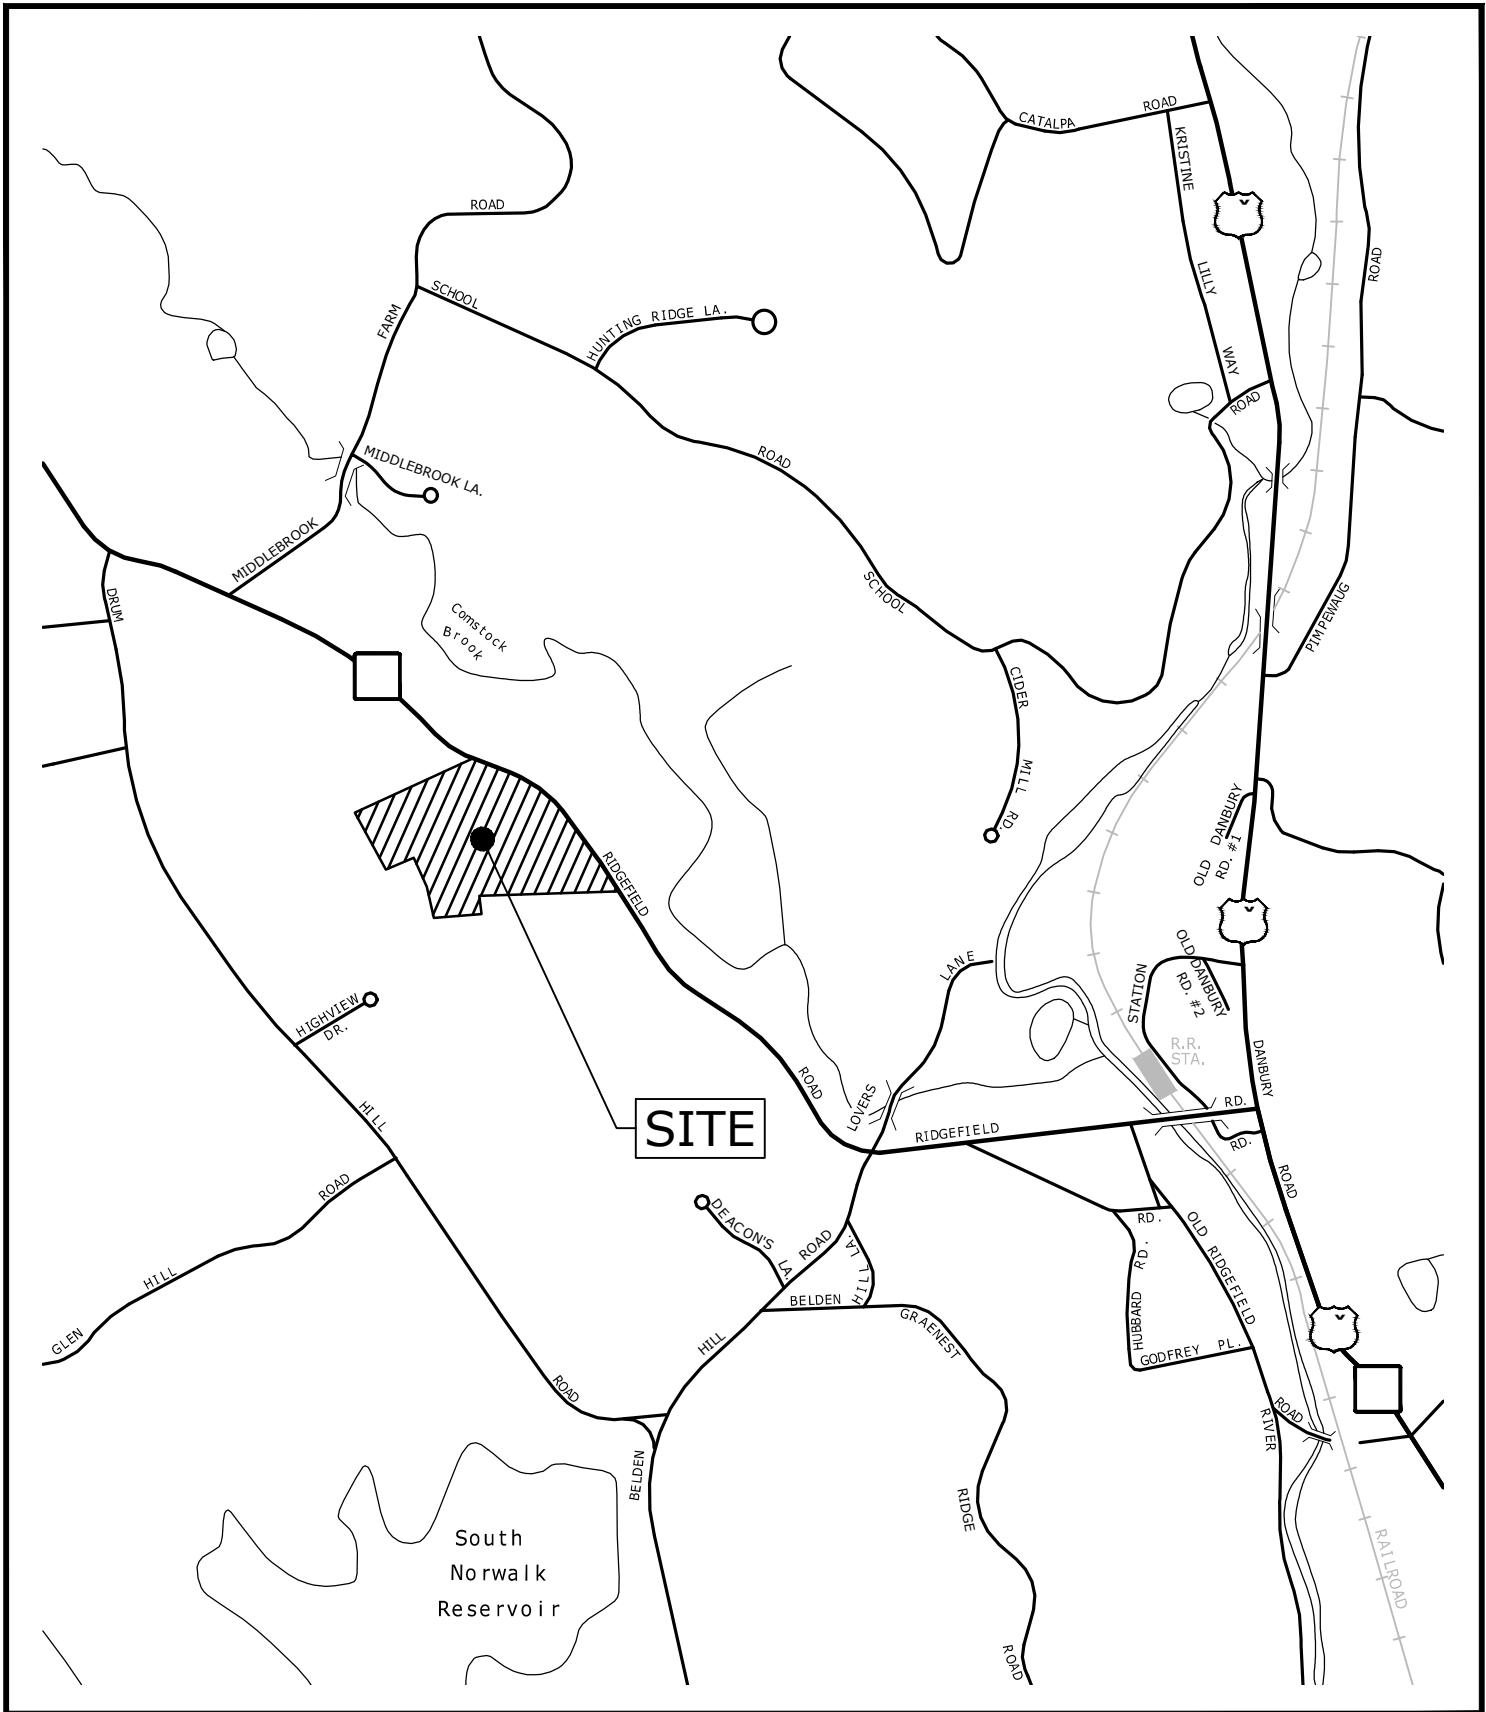 CATALPA
ROAD
KRISTINE
LILLY
WAY
ROAD
ROAD
FARM
SCHOOL
HUNTING RIDGE LA.
ROAD
ROAD
SCHOOL
MIDDLEBROOK LA.
MIDDLEBROOK
DRUM
Comstock
Brook
PIMPEWAUG
ROAD
CIDER
MILL RD.
OLD DANBURY
RD. #1
RIDGEFIELD
LANE
STATION
OLD DANBURY
RD. #2
R.R.
STA.
HIGHVIEW
DR.
DANBURY
ROAD
LOVERS
RIDGEFIELD
RD.
RD.
HILL
SITE
ROAD
ROAD
DEACON'S
LA.
ROAD
HILL LA.
RD.
RD.
OLD RIDGEFIELD
HILL
GLEN
BELDEN
GRAENEST
HUBBARD
GODFREY PL.
HILL
ROAD
ROAD
RIVER
BELDEN
RIDGE
South
Norwalk
Reservoir
RAILROAD
ROAD